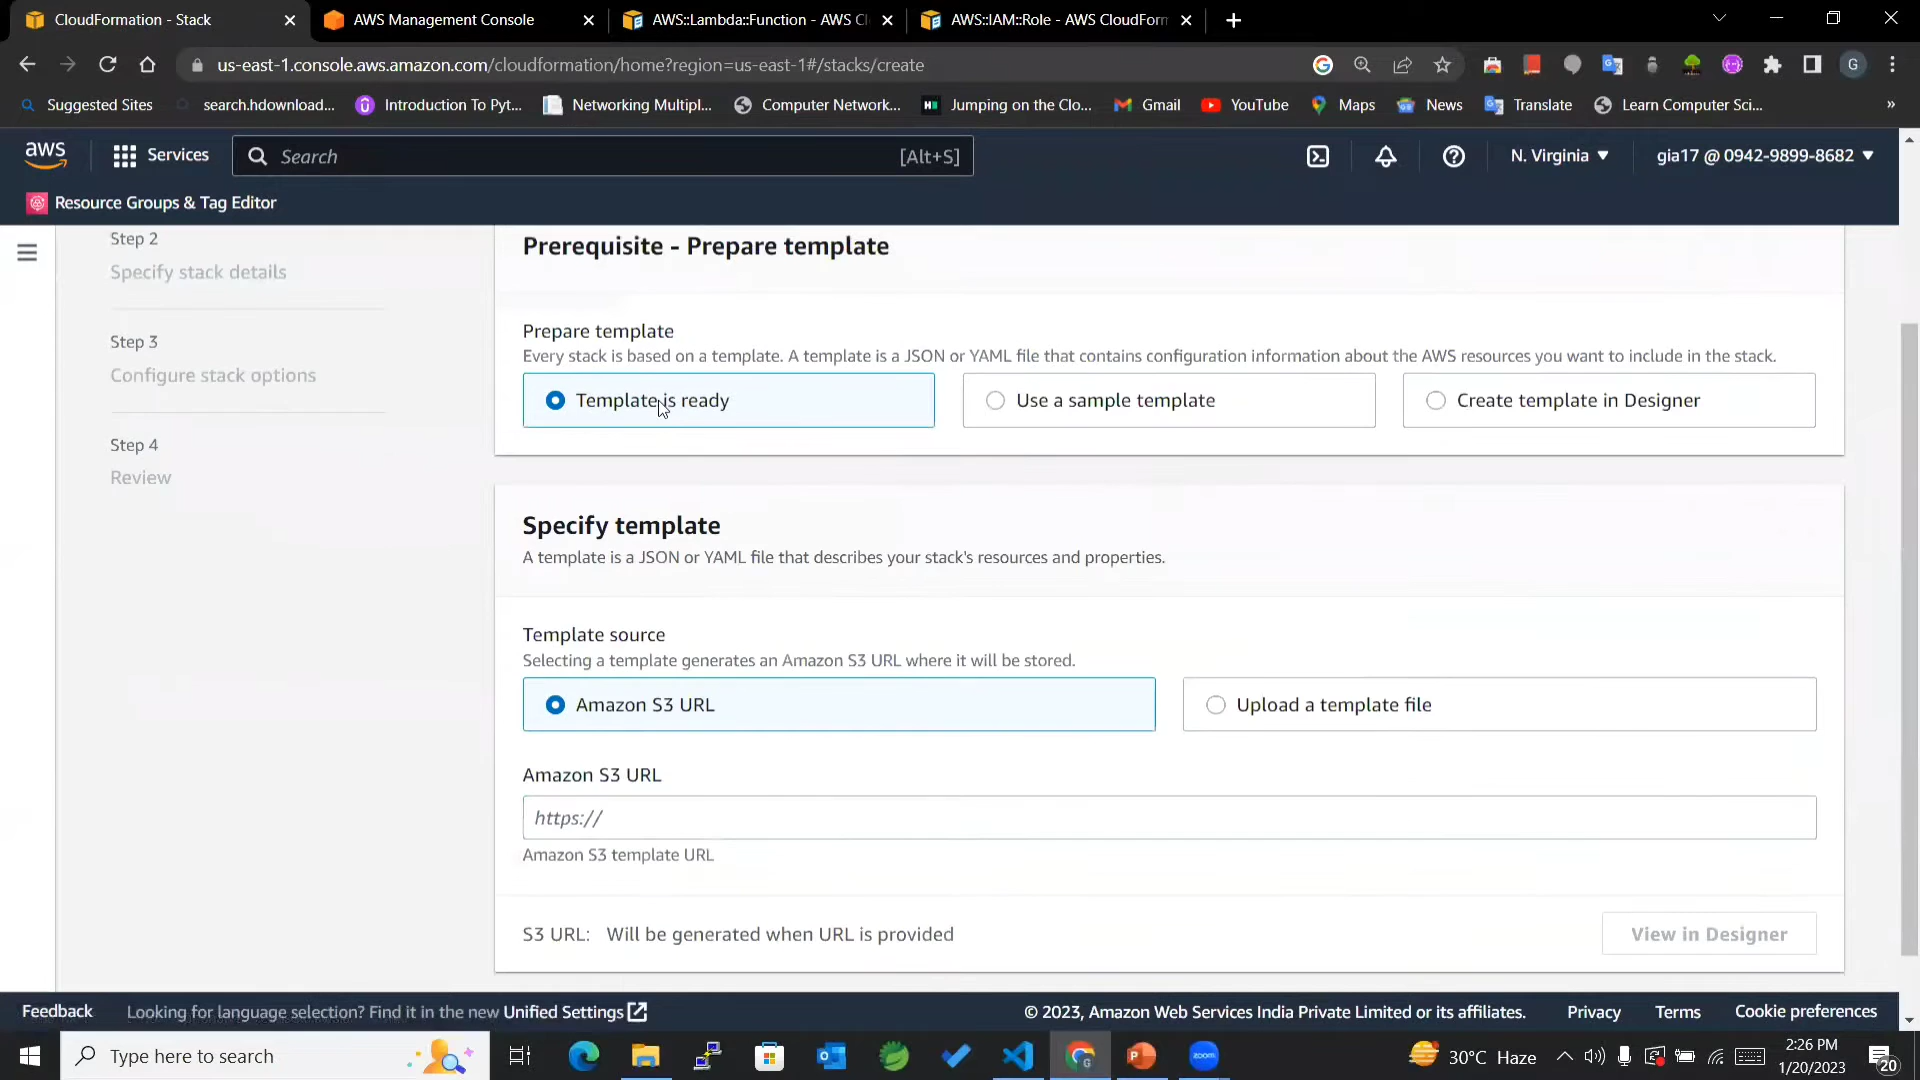 CloudFormation - Stack
AWS Management Console
AWS::Lambda::Function - AWS Cl
AWS::IAM::Role - AWS CloudForm
us-east-1.console.aws.amazon.com/cloudformation/home?region=us-east-1#/stacks/create
G
Suggested Sites
search.hdownload...
Introduction To Pyt...
Networking Multipl...
Computer Network...
Jumping on the Clo...
Gmail
YouTube
Maps
News
Translate
Learn Computer Sci...
»
aws
Services
Search
[Alt+S]
N. Virginia
gia17 @ 0942-9899-8682
Resource Groups & Tag Editor
Step 2
Specify stack details
Step 3
Configure stack options
Step 4
Review
Prerequisite - Prepare template
Prepare template
Every stack is based on a template. A template is a JSON or YAML file that contains configuration information about the AWS resources you want to include in the stack.
Template is ready
Use a sample template
Create template in Designer
Specify template
A template is a JSON or YAML file that describes your stack's resources and properties.
Template source
Selecting a template generates an Amazon S3 URL where it will be stored.
Amazon S3 URL
Upload a template file
Amazon S3 URL
https://
Amazon S3 template URL
S3 URL: Will be generated when URL is provided
View in Designer
Feedback
Looking for language selection? Find it in the new Unified Settings
© 2023, Amazon Web Services India Private Limited or its affiliates.
Privacy
Terms
Cookie preferences
Type here to search
zoom
30°C Haze
2:26 PM
1/20/2023
20